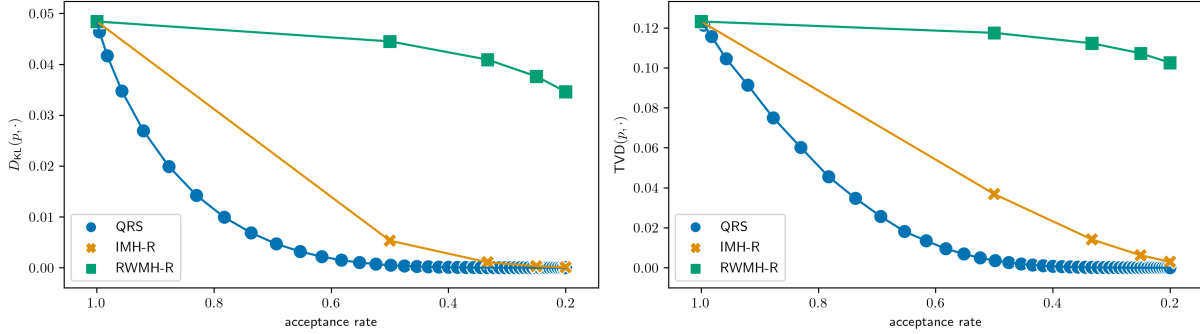 0.05
0.04
0.03
0.02
0.01
0.00
D_KL(p, ·)
QRS
IMH-R
RWMH-R
1.0 0.8 0.6 0.4 0.2
acceptance rate
0.12
0.10
0.08
0.06
0.04
0.02
0.00
TVD(p, ·)
QRS
IMH-R
RWMH-R
1.0 0.8 0.6 0.4 0.2
acceptance rate